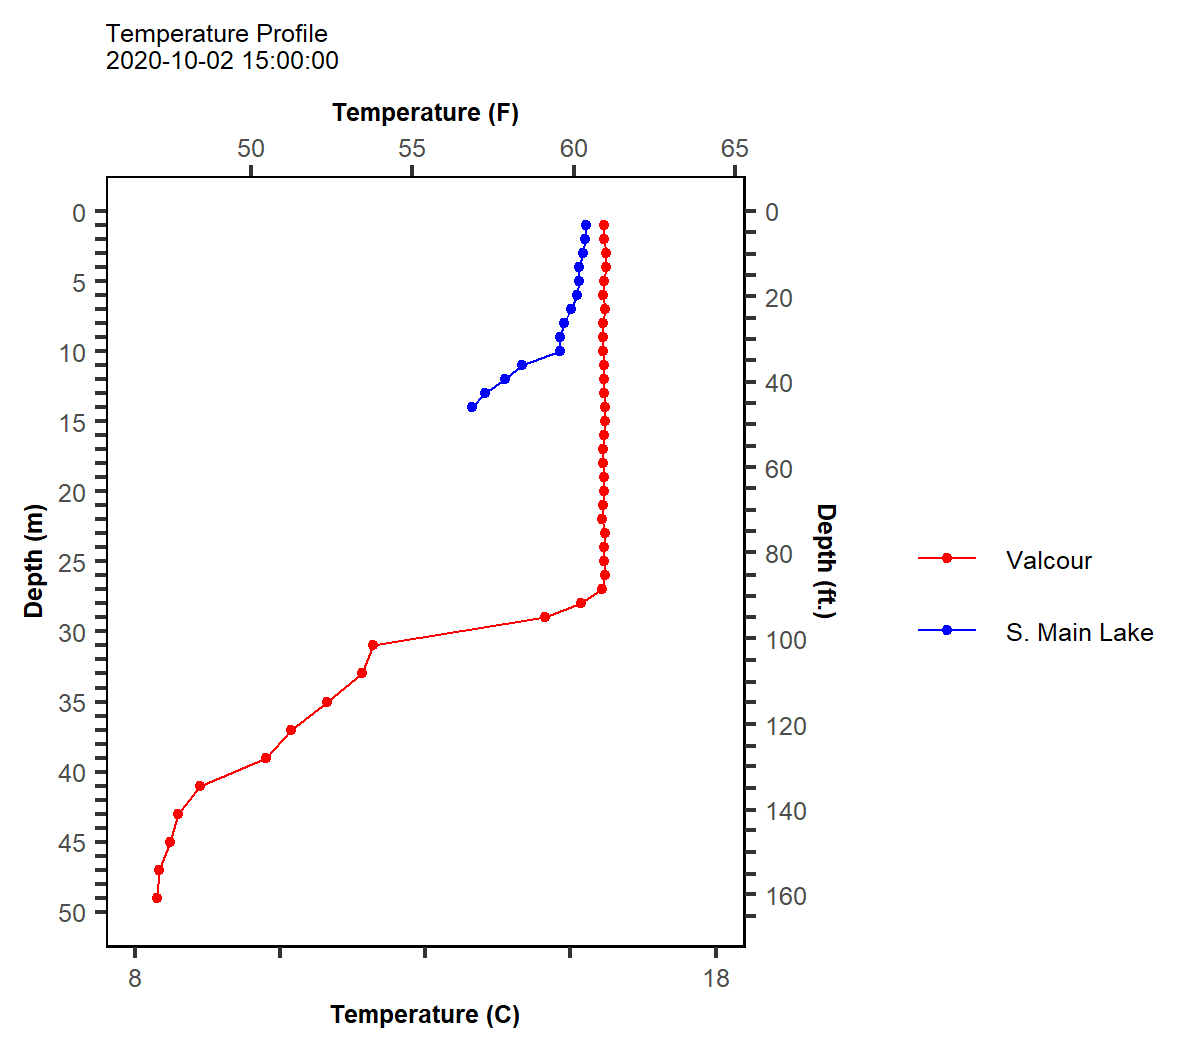 Temperature Profile
2020-10-02 15:00:00
Temperature (F)
50 55 60 65
0
5
10
15
20
25
30
35
40
45
50
Depth (m)
0
20
40
60
80
100
120
140
160
Depth (ft.)
Valcour
S. Main Lake
8 18
Temperature (C)